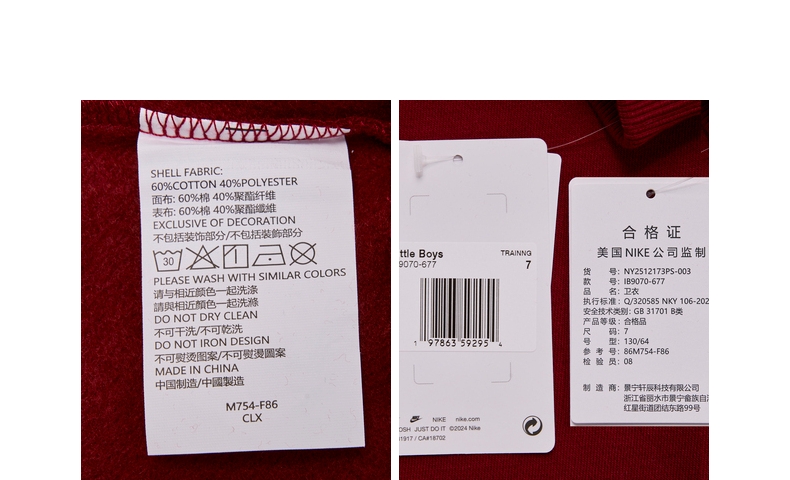 SHELL FABRIC:
60%COTTON 40%POLYESTER
面布: 60%棉 40%聚酯纤维
表布: 60%棉 40%聚酯纖維
EXCLUSIVE OF DECORATION
不包括装饰部分/不包括裝飾部分
30
PLEASE WASH WITH SIMILAR COLORS
请与相近颜色一起洗涤
請與相近顏色一起洗滌
DO NOT DRY CLEAN
不可干洗/不可乾洗
DO NOT IRON DESIGN
不可熨烫图案/不可熨燙圖案
MADE IN CHINA
中国制造/中國製造
M754-F86
CLX
ttle Boys
TRAINNG
9070-677
7
1 97863 59295 4
NIKE nike.com
OSH JUST DO IT ©2024 Nike
01917 / CA#18702
合格证
美国NIKE公司监制
货号: NY2512173PS-003
款号: IB9070-677
品名: 卫衣
执行标准: Q/320585 NKY 106-202
安全技术类别: GB 31701 B类
产品等级: 合格品
尺码: 7
号型: 130/64
参考号: 86M754-F86
检验员: 08
制造商: 景宁轩辰科技有限公司
浙江省丽水市景宁畲族自
红星街道团结东路99号